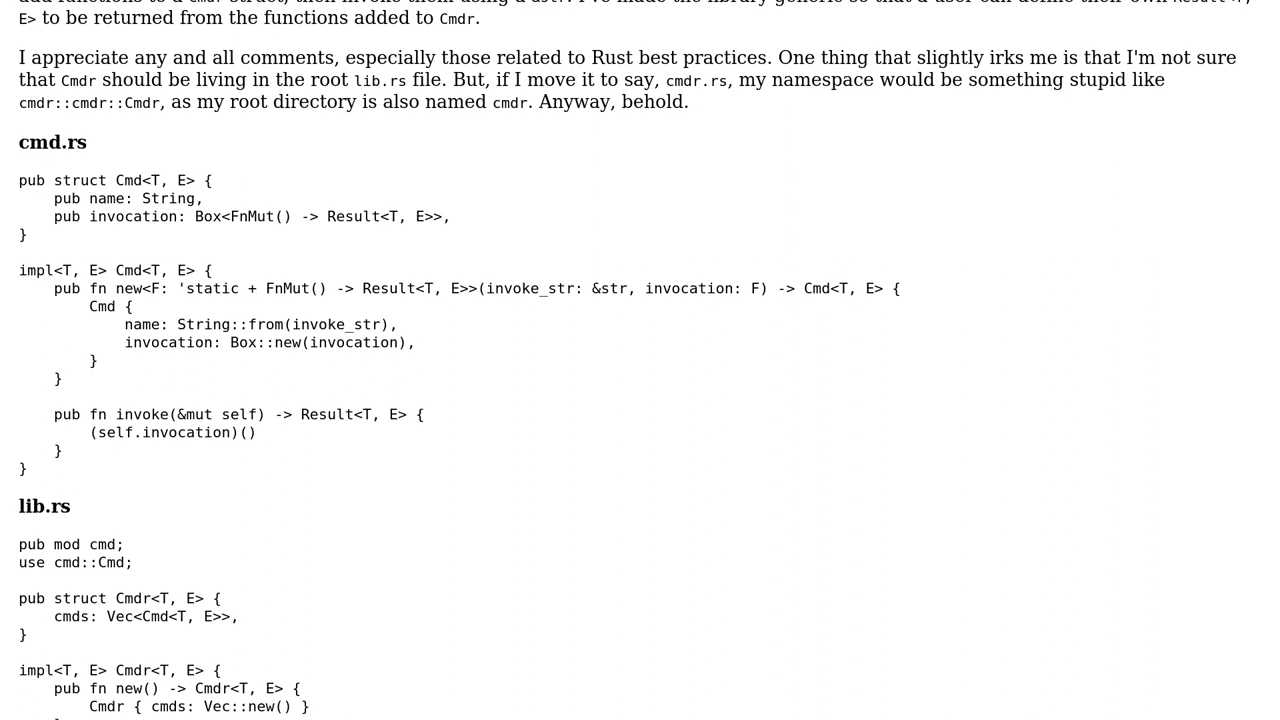 E> to be returned from the functions added to Cmdr.
I appreciate any and all comments, especially those related to Rust best practices. One thing that slightly irks me is that I'm not sure
that Cmdr should be living in the root lib.rs file. But, if I move it to say, cmdr.rs, my namespace would be something stupid like
cmdr::cmdr::Cmdr, as my root directory is also named cmdr. Anyway, behold.
cmd.rs
pub struct Cmd<T, E> {
    pub name: String,
    pub invocation: Box<FnMut() -> Result<T, E>>,
}
impl<T, E> Cmd<T, E> {
    pub fn new<F: 'static + FnMut() -> Result<T, E>>(invoke_str: &str, invocation: F) -> Cmd<T, E> {
        Cmd {
            name: String::from(invoke_str),
            invocation: Box::new(invocation),
        }
    }
    pub fn invoke(&mut self) -> Result<T, E> {
        (self.invocation)()
    }
}
lib.rs
pub mod cmd;
use cmd::Cmd;
pub struct Cmdr<T, E> {
    cmds: Vec<Cmd<T, E>>,
}
impl<T, E> Cmdr<T, E> {
    pub fn new() -> Cmdr<T, E> {
        Cmdr { cmds: Vec::new() }